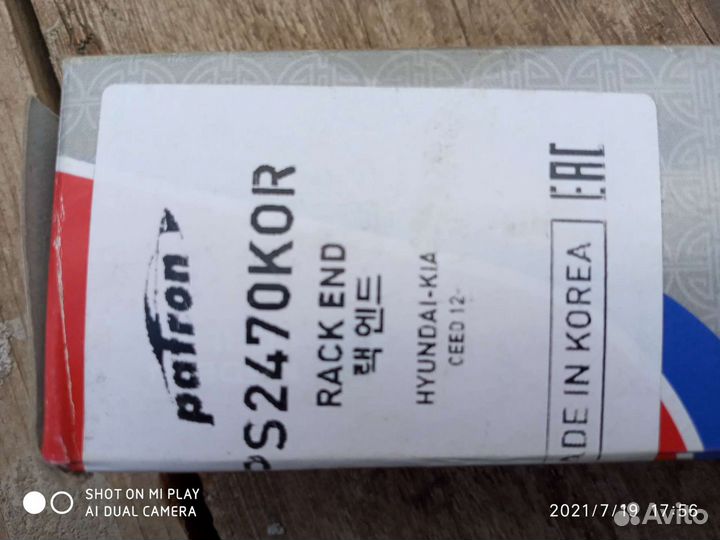 patron
PS2470KOR
RACK END
랙 엔드
HYUNDAI-KIA
CEED 12-
ADE IN KOREA
EAC
SHOT ON MI PLAY
AI DUAL CAMERA
2021/7/19 17:56
Avito